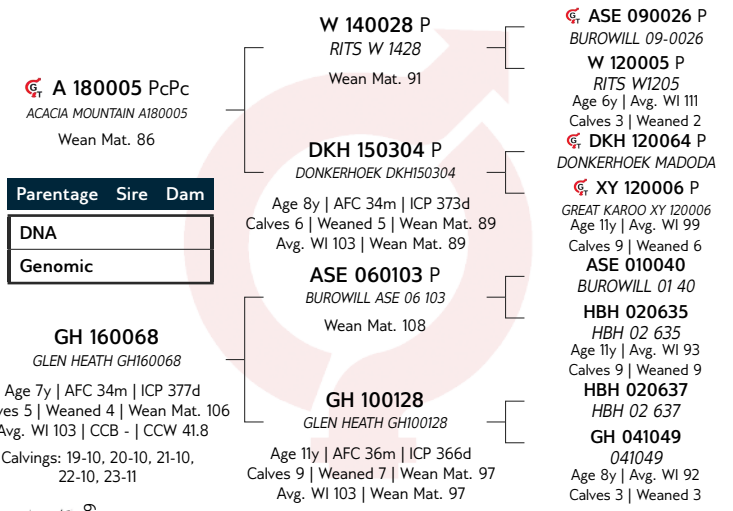 A 180005 PcPc
ACACIA MOUNTAIN A180005
Wean Mat. 86
Parentage Sire Dam
DNA
Genomic
GH 160068
GLEN HEATH GH160068
Age 7y | AFC 34m | ICP 377d
ves 5 | Weaned 4 | Wean Mat. 106
Avg. WI 103 | CCB - | CCW 41.8
Calvings: 19-10, 20-10, 21-10,
22-10, 23-11
W 140028 P
RITS W 1428
Wean Mat. 91
DKH 150304 P
DONKERHOEK DKH150304
Age 8y | AFC 34m | ICP 373d
Calves 6 | Weaned 5 | Wean Mat. 89
Avg. WI 103 | Wean Mat. 89
ASE 060103 P
BUROWILL ASE 06 103
Wean Mat. 108
GH 100128
GLEN HEATH GH100128
Age 11y | AFC 36m | ICP 366d
Calves 9 | Weaned 7 | Wean Mat. 97
Avg. WI 103 | Wean Mat. 97
ASE 090026 P
BUROWILL 09-0026
W 120005 P
RITS W1205
Age 6y | Avg. WI 111
Calves 3 | Weaned 2
DKH 120064 P
DONKERHOEK MADODA
XY 120006 P
GREAT KAROO XY 120006
Age 11y | Avg. WI 99
Calves 9 | Weaned 6
ASE 010040
BUROWILL 01 40
HBH 020635
HBH 02 635
Age 11y | Avg. WI 93
Calves 9 | Weaned 9
HBH 020637
HBH 02 637
GH 041049
041049
Age 8y | Avg. WI 92
Calves 3 | Weaned 3